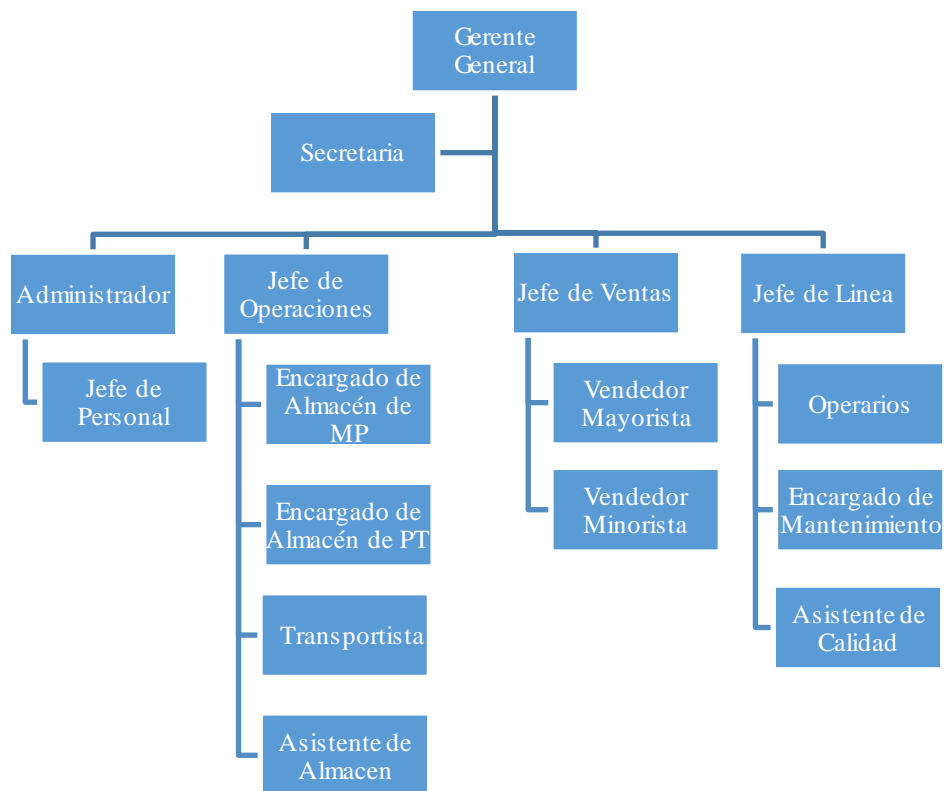 Gerente
General
Secretaria
Administrador
Jefe de
Operaciones
Jefe de Ventas
Jefe de Linea
Jefe de
Personal
Encargado de
Almacén de
MP
Encargado de
Almacén de PT
Transportista
Asistente de
Almacen
Vendedor
Mayorista
Vendedor
Minorista
Operarios
Encargado de
Mantenimiento
Asistente de
Calidad